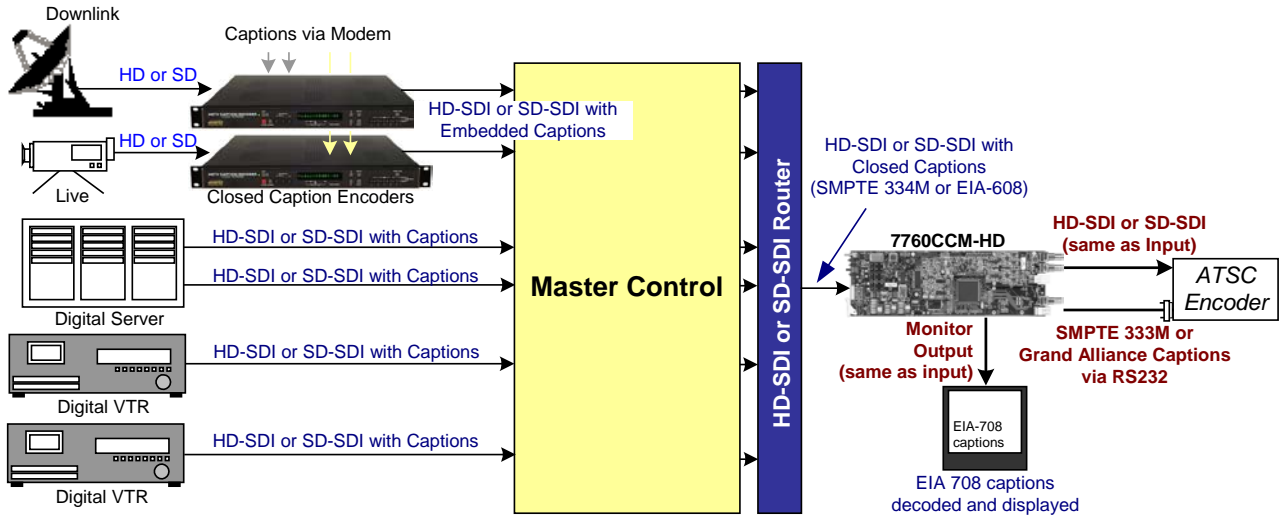 Downlink
Captions via Modem
HD or SD
HD-SDI or SD-SDI with
Embedded Captions
HD or SD
Live
Closed Caption Encoders
HD-SDI or SD-SDI with Captions
HD-SDI or SD-SDI with Captions
Digital Server
HD-SDI or SD-SDI with Captions
Digital VTR
HD-SDI or SD-SDI with Captions
Digital VTR
Master Control
HD-SDI or SD-SDI Router
HD-SDI or SD-SDI with
Closed Captions
(SMPTE 334M or EIA-608)
7760CCM-HD
HD-SDI or SD-SDI
(same as Input)
ATSC
Encoder
SMPTE 333M or
Grand Alliance Captions
via RS232
Monitor
Output
(same as input)
EIA-708
captions
EIA 708 captions
decoded and displayed